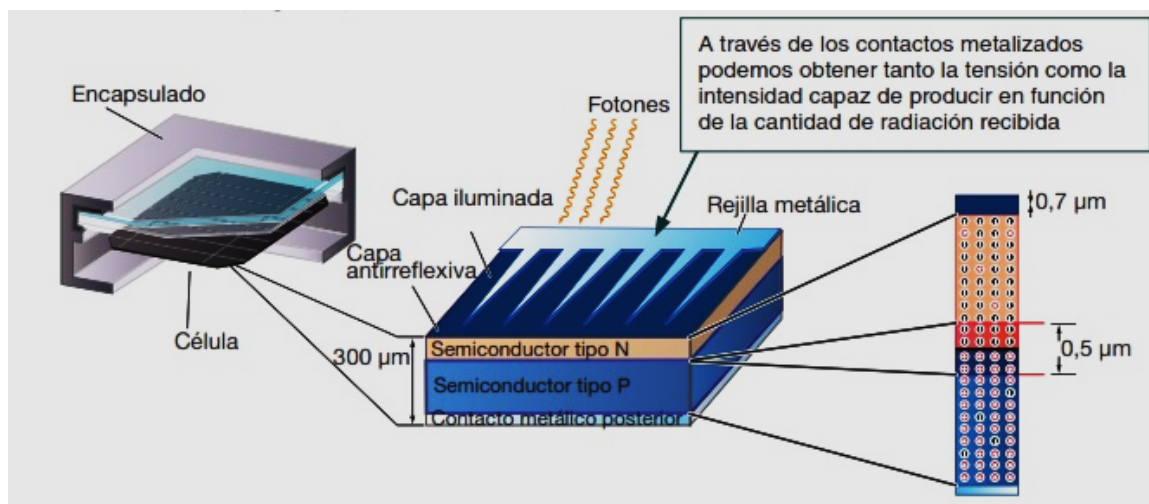 A través de los contactos metalizados
podemos obtener tanto la tensión como la
intensidad capaz de producir en función
de la cantidad de radiación recibida
Encapsulado
Fotones
Capa iluminada
Rejilla metálica
0,7 µm
Capa
antirreflexiva
Célula
300 µm
Semiconductor tipo N
0,5 µm
Semiconductor tipo P
Contacto metálico posterior